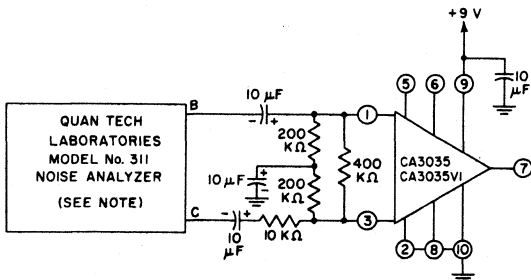 +9 V
10
µF
10 µF
5
6
9
B
QUAN TECH
LABORATORIES
MODEL No. 311
NOISE ANALYZER
(SEE NOTE)
- +
1
200
KΩ
400
KΩ
CA3035
CA3035VI
7
10 µF
+
-
200
KΩ
C
- +
10
µF
10 KΩ
3
2
8
10